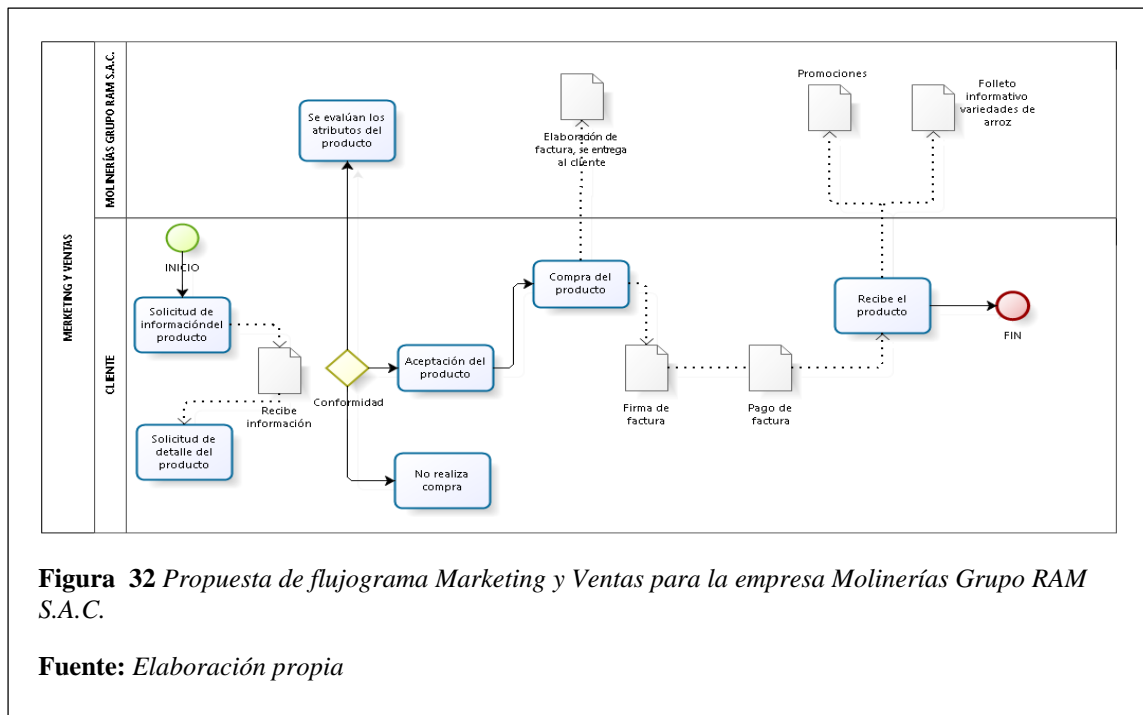 MERKETING Y VENTAS
MOLINERÍAS GRUPO RAM S.A.C.
Se evalúan los
atributos del
producto
Elaboración de
factura, se entrega
al cliente
Promociones
Folleto
informativo
variedades de
arroz
CLIENTE
INICIO
Solicitud de
informacióndel
producto
Recibe
información
Solicitud de
detalle del
producto
Conformidad
Aceptación del
producto
No realiza
compra
Compra del
producto
Firma de
factura
Pago de
factura
Recibe el
producto
FIN
Figura 32 Propuesta de flujograma Marketing y Ventas para la empresa Molinerías Grupo RAM
S.A.C.
Fuente: Elaboración propia